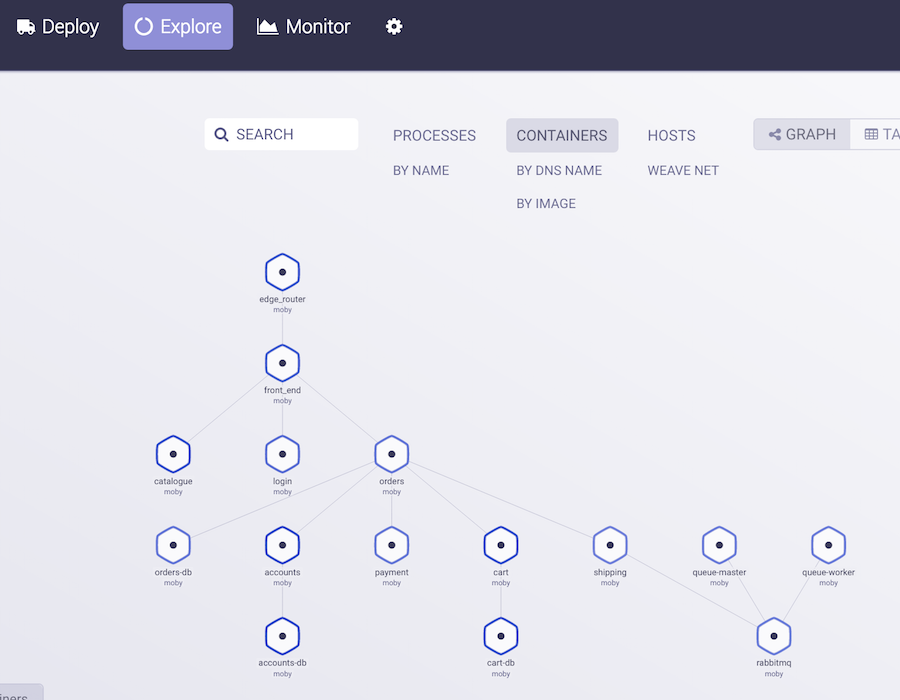 Deploy Explore Monitor
SEARCH PROCESSES CONTAINERS HOSTS GRAPH TA
BY NAME BY DNS NAME WEAVE NET
BY IMAGE
edge_router
moby
front_end
moby
catalogue login orders
moby moby moby
orders-db accounts payment cart shipping queue-master queue-worker
moby moby moby moby moby moby moby
accounts-db cart-db rabbitmq
moby moby moby
iners